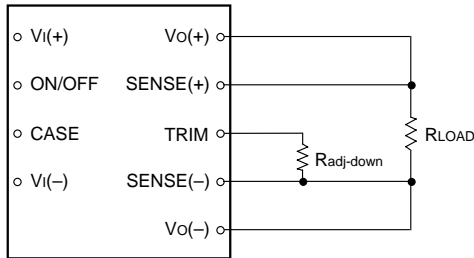 VI(+) VO(+)
ON/OFF SENSE(+)
CASE TRIM
RLOAD
Radj-down
VI(–) SENSE(–)
VO(–)